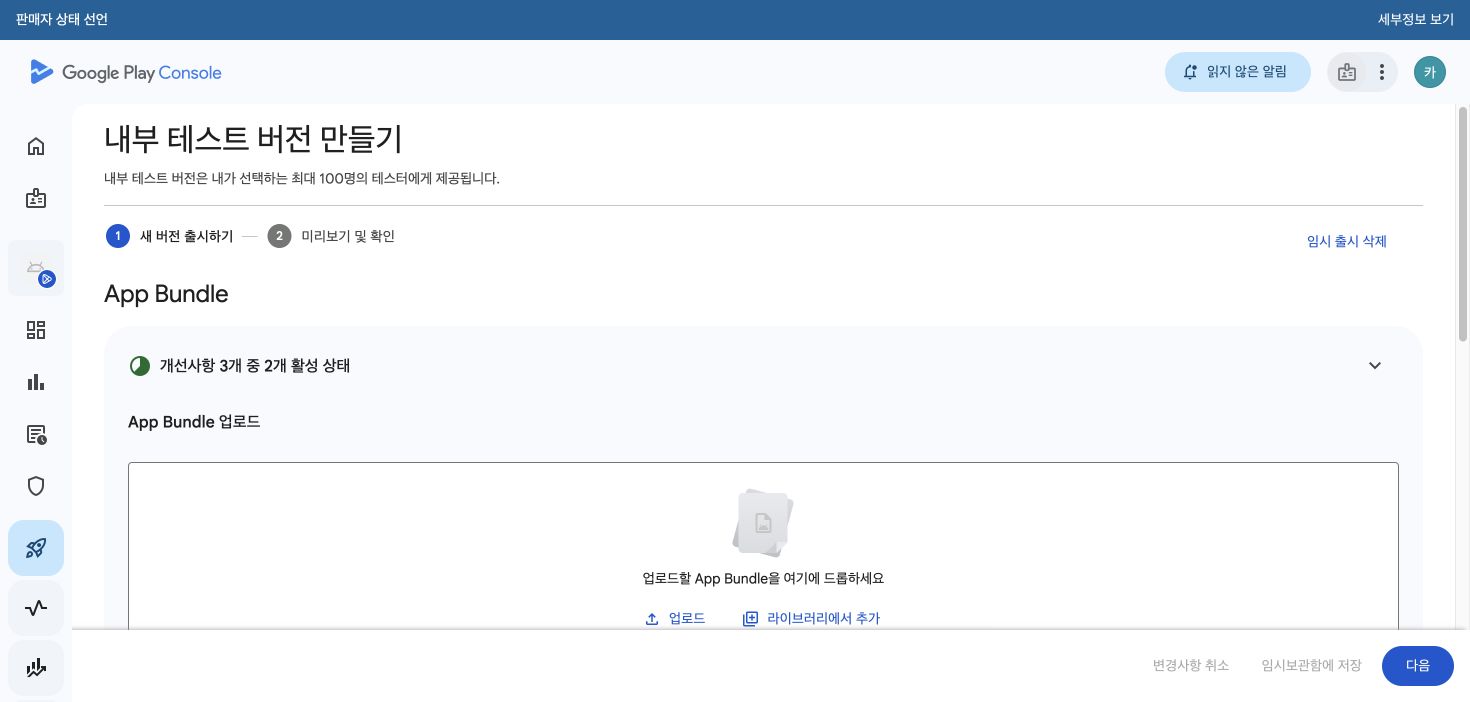 판매자 상태 선언
세부정보 보기
Google Play Console
읽지 않은 알림
카
내부 테스트 버전 만들기
내부 테스트 버전은 내가 선택하는 최대 100명의 테스터에게 제공됩니다.
1 새 버전 출시하기 — 2 미리보기 및 확인
임시 출시 삭제
App Bundle
개선사항 3개 중 2개 활성 상태
App Bundle 업로드
업로드할 App Bundle을 여기에 드롭하세요
업로드
라이브러리에서 추가
변경사항 취소
임시보관함에 저장
다음